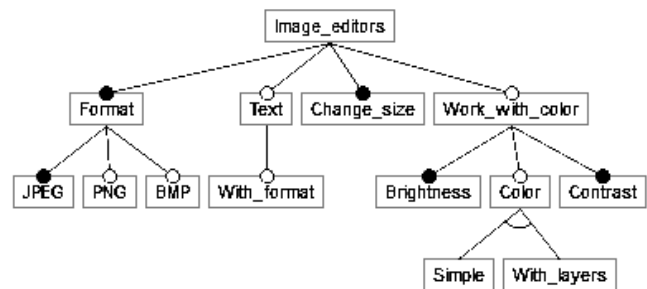 Image_editors
Format
Text
Change_size
Work_with_color
JPEG
PNG
BMP
With_format
Brightness
Color
Contrast
Simple
With_layers